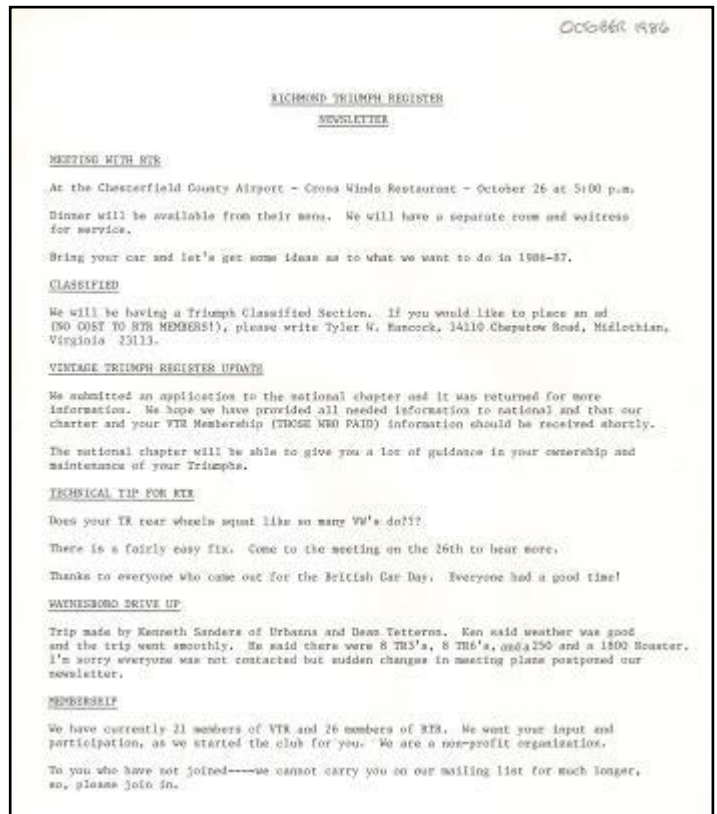 OCTOBER 1986
RICHMOND TRIUMPH REGISTER
NEWSLETTER
MEETING WITH RTR
At the Chesterfield County Airport - Cross Winds Restaurant - October 26 at 5:00 p.m.
Dinner will be available from their menu. We will have a separate room and waitress
for service.
Bring your car and let's get some ideas as to what we want to do in 1986-87.
CLASSIFIED
We will be having a Triumph Classified Section. If you would like to place an ad
(NO COST TO RTR MEMBERS!), please write Tyler W. Hancock, 14110 Chepstow Road, Midlothian,
Virginia 23113.
VINTAGE TRIUMPH REGISTER UPDATE
We submitted an application to the national chapter and it was returned for more
information. We hope we have provided all needed information to national and that our
charter and your VTR Membership (THOSE WHO PAID) information should be received shortly.
The national chapter will be able to give you a lot of guidance in your ownership and
maintenance of your Triumphs.
TECHNICAL TIP FOR RTR
Does your TR rear wheels squat like so many VW's do???
There is a fairly easy fix. Come to the meeting on the 26th to hear more.
Thanks to everyone who came out for the British Car Day. Everyone had a good time!
WAYNESBORO DRIVE UP
Trip made by Kenneth Sanders of Urbanna and Dean Tetterns. Ken said weather was good
and the trip went smoothly. He said there were 8 TR3's, 8 TR6's, and a 250 and a 1800 Roaster.
I'm sorry everyone was not contacted but sudden changes in meeting plans postponed our
newsletter.
MEMBERSHIP
We have currently 21 members of VTR and 26 members of RTR. We want your input and
participation, as we started the club for you. We are a non-profit organization.
To you who have not joined----we cannot carry you on our mailing list for much longer,
so, please join in.